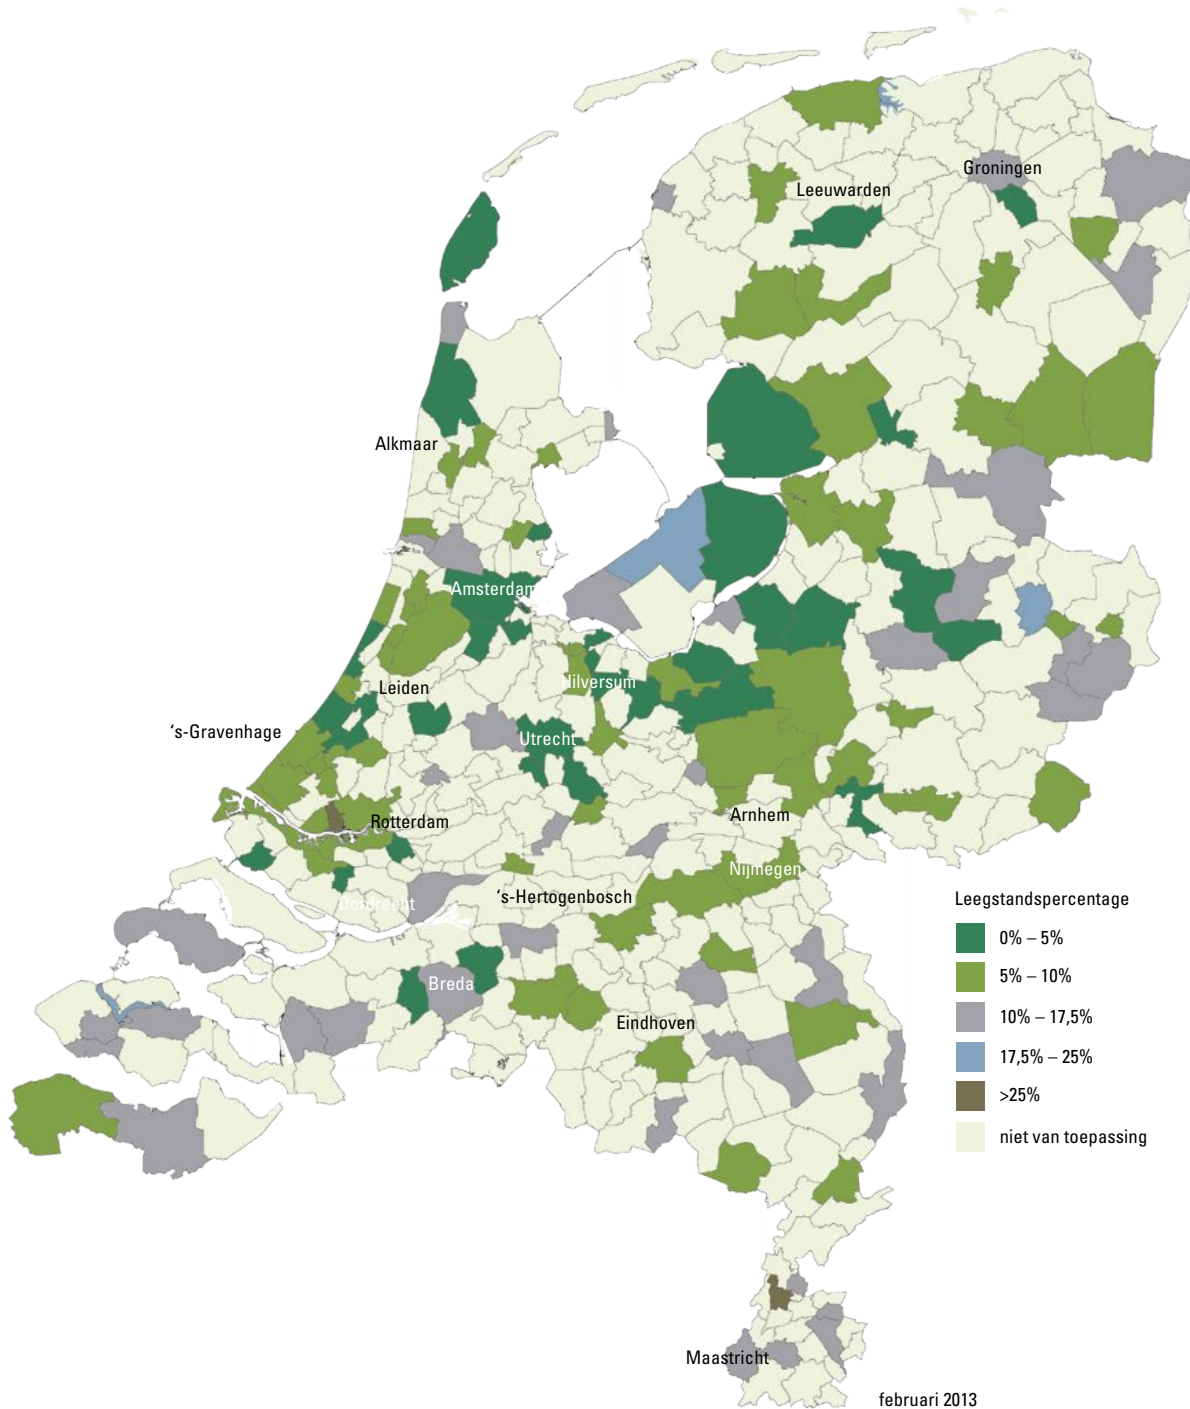 Groningen
Leeuwarden
Alkmaar
Amsterdam
Leiden
Hilversum
's-Gravenhage
Utrecht
Rotterdam
Arnhem
Nijmegen
Dordrecht
's-Hertogenbosch
Breda
Eindhoven
Maastricht
Leegstandspercentage
0% – 5%
5% – 10%
10% – 17,5%
17,5% – 25%
>25%
niet van toepassing
februari 2013